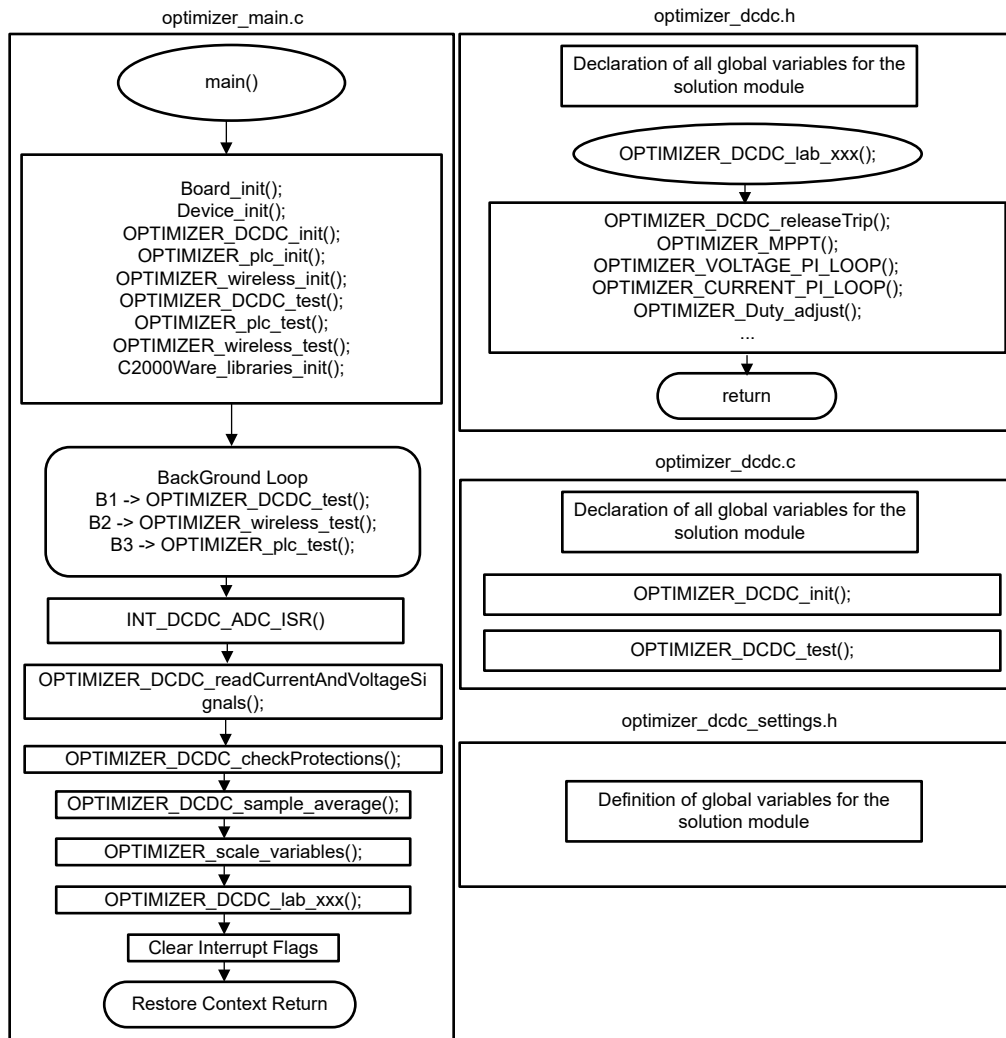 optimizer_main.c
main()
Board_init();
Device_init();
OPTIMIZER_DCDC_init();
OPTIMIZER_plc_init();
OPTIMIZER_wireless_init();
OPTIMIZER_DCDC_test();
OPTIMIZER_plc_test();
OPTIMIZER_wireless_test();
C2000Ware_libraries_init();
BackGround Loop
B1 -> OPTIMIZER_DCDC_test();
B2 -> OPTIMIZER_wireless_test();
B3 -> OPTIMIZER_plc_test();
INT_DCDC_ADC_ISR()
OPTIMIZER_DCDC_readCurrentAndVoltageSi
gnals();
OPTIMIZER_DCDC_checkProtections();
OPTIMIZER_DCDC_sample_average();
OPTIMIZER_scale_variables();
OPTIMIZER_DCDC_lab_xxx();
Clear Interrupt Flags
Restore Context Return
optimizer_dcdc.h
Declaration of all global variables for the
solution module
OPTIMIZER_DCDC_lab_xxx();
OPTIMIZER_DCDC_releaseTrip();
OPTIMIZER_MPPT();
OPTIMIZER_VOLTAGE_PI_LOOP();
OPTIMIZER_CURRENT_PI_LOOP();
OPTIMIZER_Duty_adjust();
...
return
optimizer_dcdc.c
Declaration of all global variables for the
solution module
OPTIMIZER_DCDC_init();
OPTIMIZER_DCDC_test();
optimizer_dcdc_settings.h
Definition of global variables for the
solution module